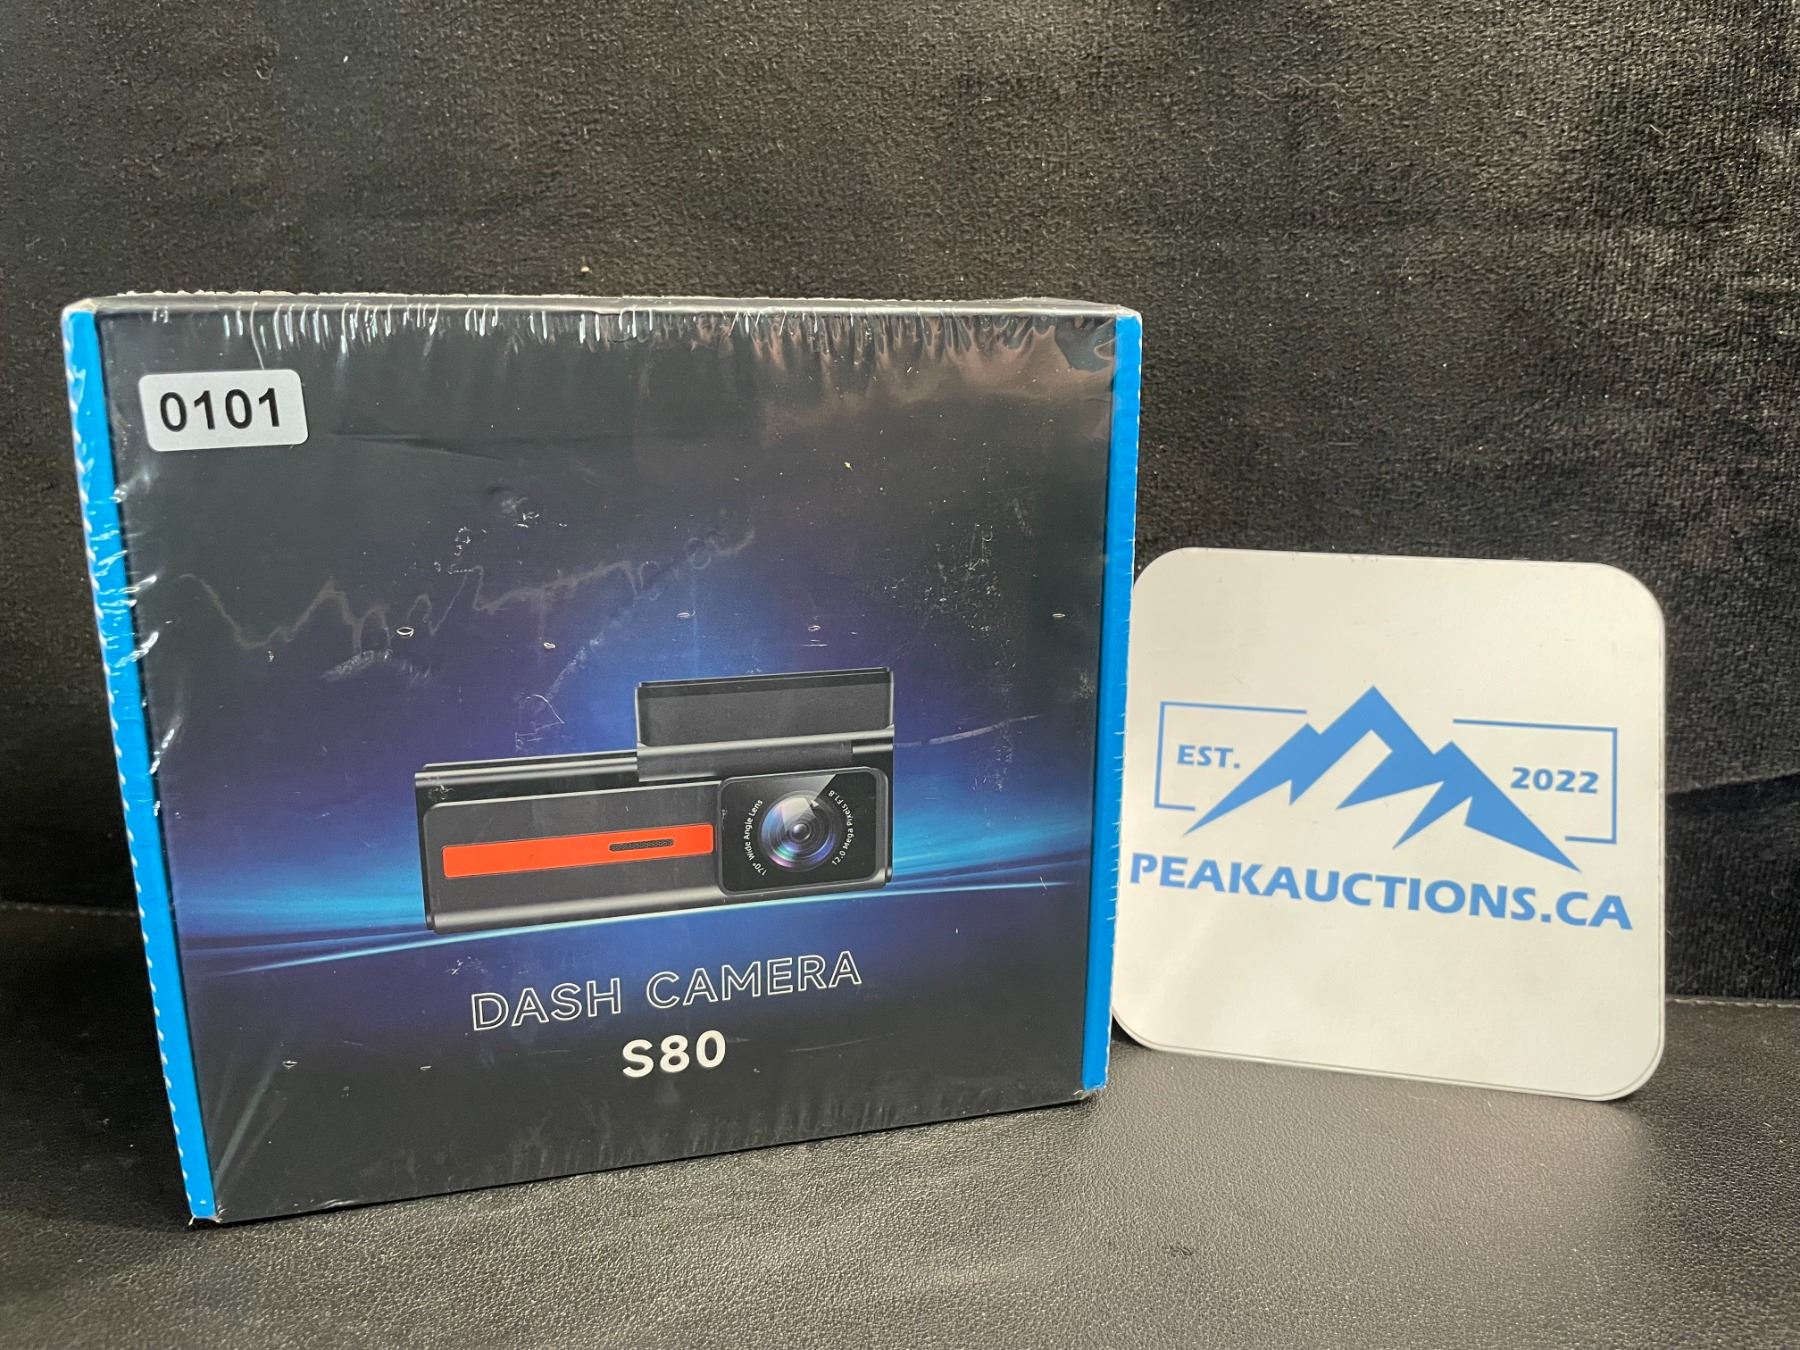 0101
170° Wide Angle Lens
12.0 Mega Pixels F1.8
DASH CAMERA
S80
EST.
2022
PEAKAUCTIONS.CA